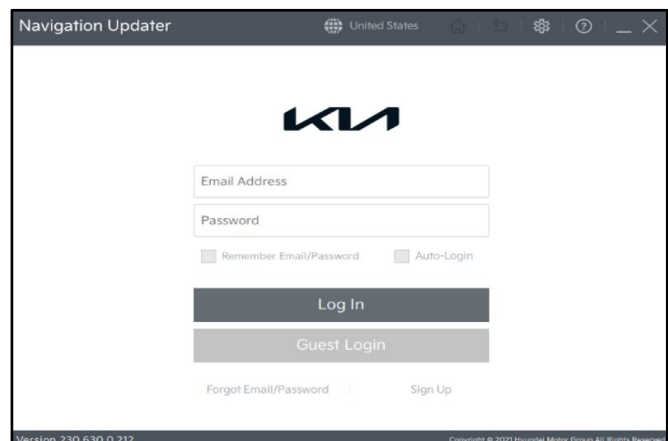 Navigation Updater United States
KIA
Email Address
Password
Remember Email/Password Auto-Login
Log In
Guest Login
Forgot Email/Password Sign Up
Version 230.630.0.212 Copyright © 2021 Hyundai Motor Group All Rights Reserved